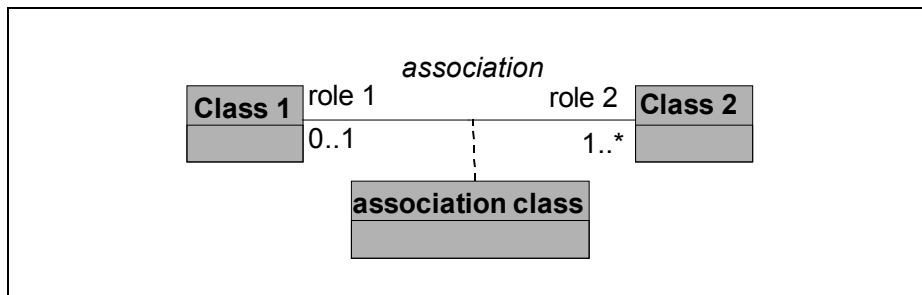 association
Class 1
role 1
role 2
Class 2
0..1
1..*
association class